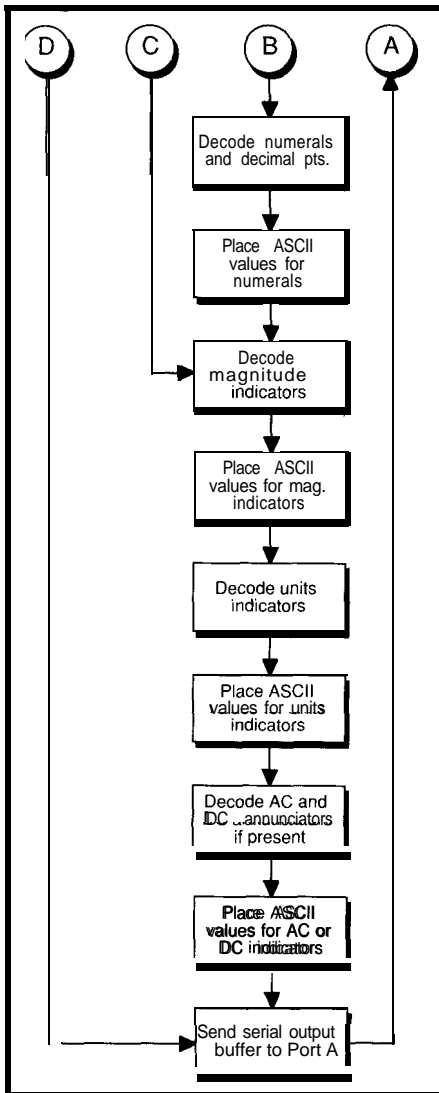 D C B A
Decode numerals
and decimal pts.
Place ASCII
values for
numerals
Decode
magnitude
indicators
Place ASCII
values for mag.
indicators
Decode units
indicators
Place ASCII
values for units
indicators
Decode AC and
DC annunciators
if present
Place ASCII
values for AC or
DC indicators
Send serial output
buffer to Port A